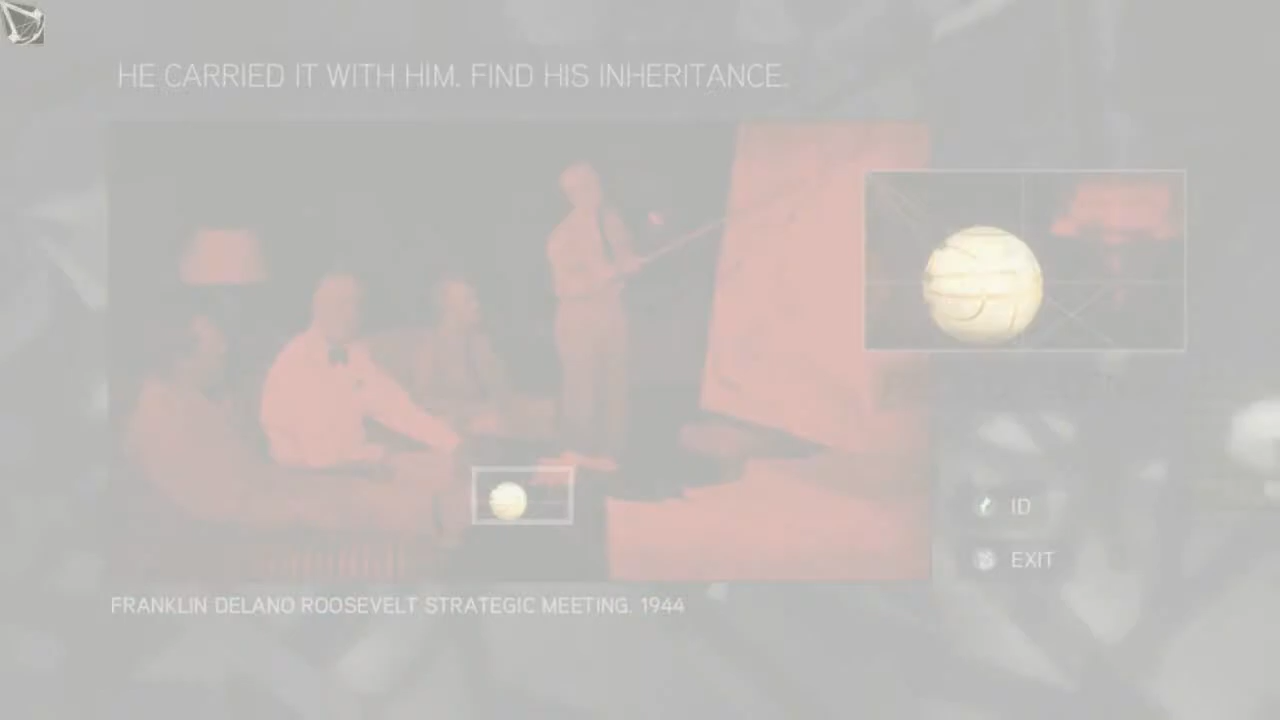 HE CARRIED IT WITH HIM. FIND HIS INHERITANCE.
FRANKLIN DELANO ROOSEVELT STRATEGIC MEETING. 1944
ID
EXIT